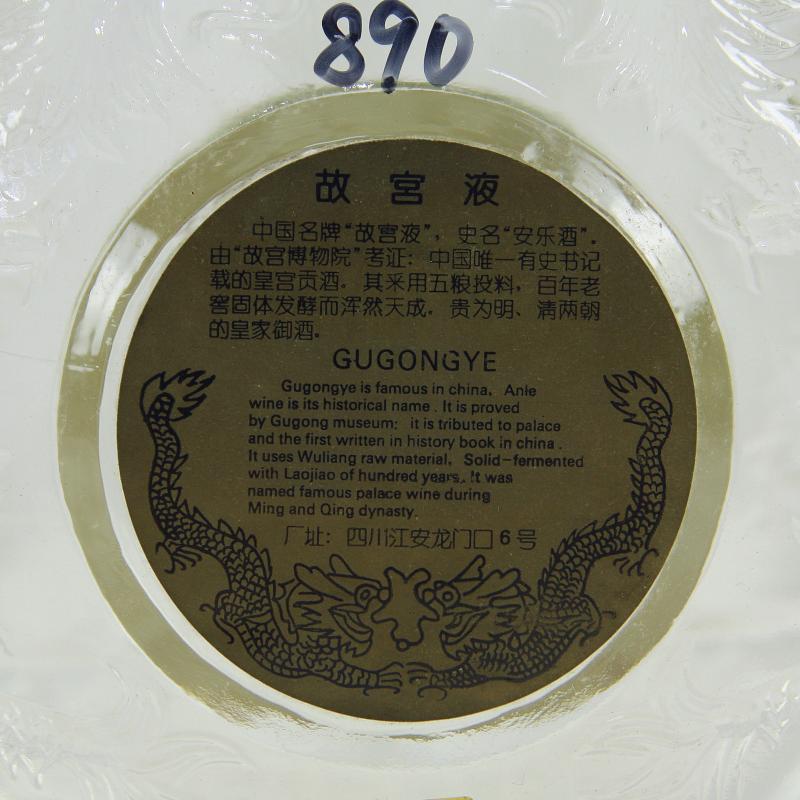 890
故宫液
中国名牌“故宫液”，史名“安乐酒”。
由“故宫博物院”考证：中国唯一有史书记
载的皇宫贡酒。其采用五粮投料，百年老
窖固体发酵而浑然天成，贵为明、清两朝
的皇家御酒。
GUGONGYE
Gugongye is famous in china, Anle
wine is its historical name. It is proved
by Gugong museum: it is tributed to palace
and the first written in history book in china.
It uses Wuliang raw material, Solid-fermented
with Laojiao of hundred years. It was
named famous palace wine during
Ming and Qing dynasty.
厂址：四川江安龙门口6号